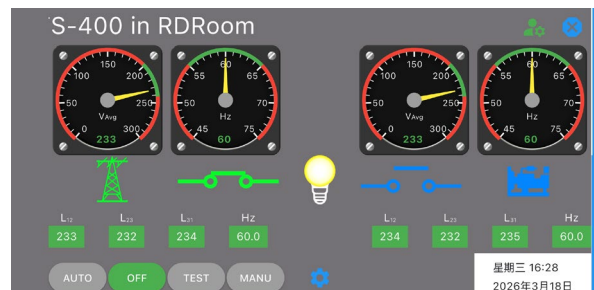 S-400 in RDRoom
0 50 100 150 200 250 300 VAvg 233
45 50 55 60 65 70 75 Hz 60
0 50 100 150 200 250 300 VAvg 233
45 50 55 60 65 70 75 Hz 60
L12 L23 L31 Hz
233 232 234 60.0
L12 L23 L31 Hz
234 232 235 60.0
AUTO OFF TEST MANU
星期三 16:28
2026年3月18日